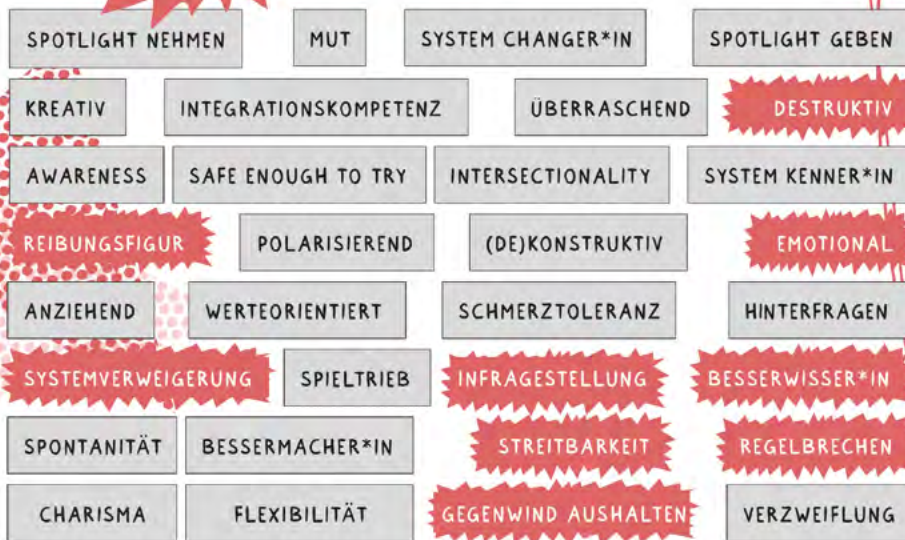 SPOTLIGHT NEHMEN MUT SYSTEM CHANGER*IN SPOTLIGHT GEBEN
KREATIV INTEGRATIONSKOMPETENZ ÜBERRASCHEND DESTRUKTIV
AWARENESS SAFE ENOUGH TO TRY INTERSECTIONALITY SYSTEM KENNER*IN
REIBUNGSFIGUR POLARISIEREND (DE)KONSTRUKTIV EMOTIONAL
ANZIEHEND WERTEORIENTIERT SCHMERZTOLERANZ HINTERFRAGEN
SYSTEMVERWEIGERUNG SPIELTRIEB INFRAGESTELLUNG BESSERWISSER*IN
SPONTANITÄT BESSERMACHER*IN STREITBARKEIT REGELBRECHEN
CHARISMA FLEXIBILITÄT GEGENWIND AUSHALTEN VERZWEIFLUNG